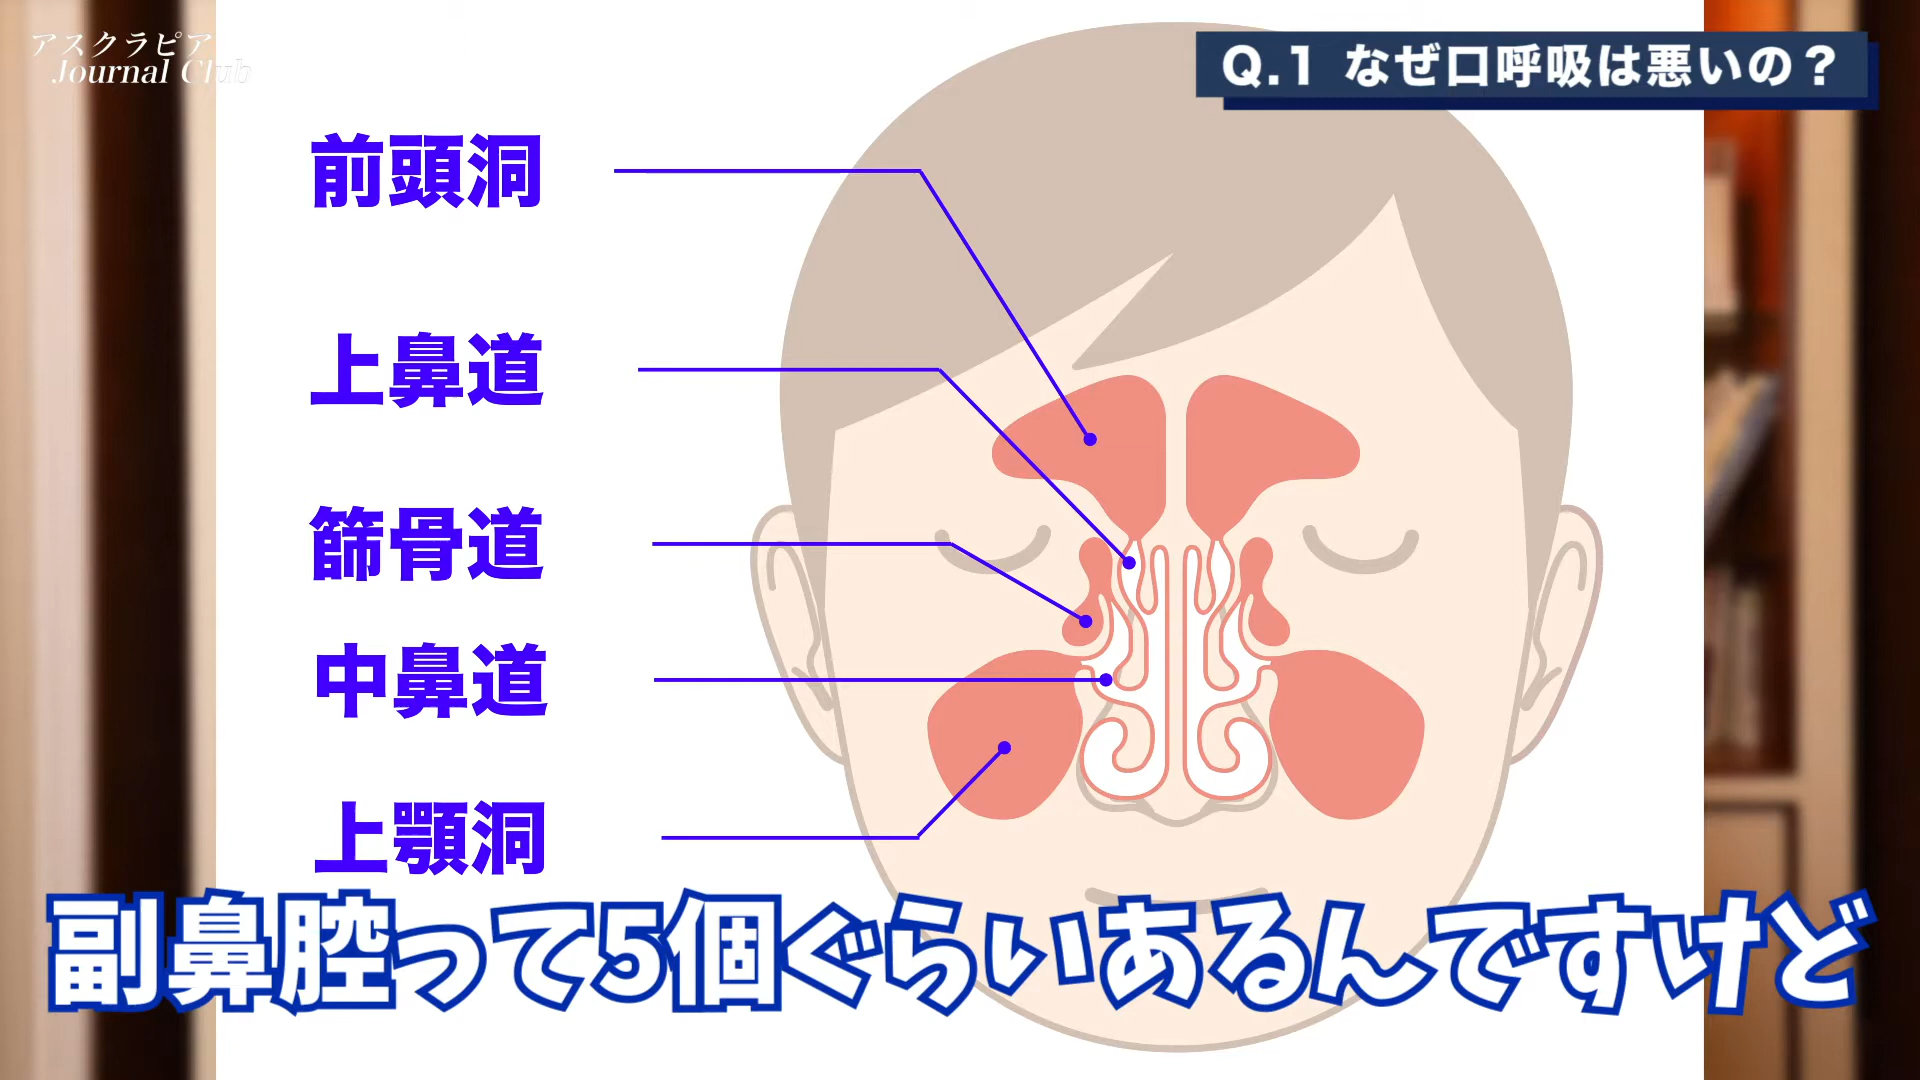 アスクラピア
Journal Club
Q.1 なぜ口呼吸は悪いの？
前頭洞
上鼻道
篩骨道
中鼻道
上顎洞
副鼻腔って5個ぐらいあるんですけど